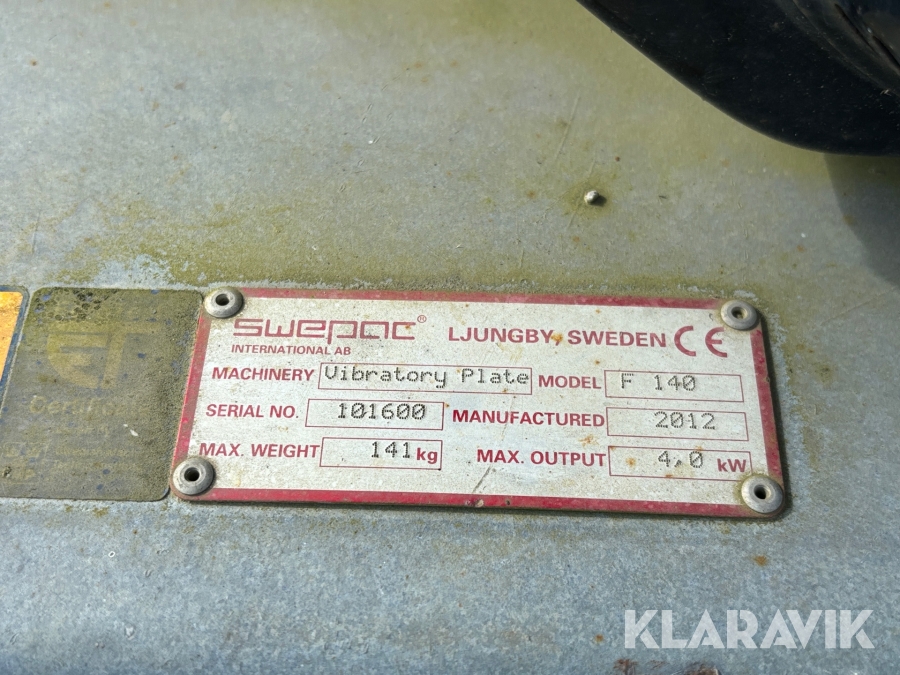 swepac® LJUNGBY, SWEDEN CE
INTERNATIONAL AB
MACHINERY Vibratory Plate MODEL F 140
SERIAL NO. 101600 MANUFACTURED 2012
MAX. WEIGHT 141 kg MAX. OUTPUT 4,0 kW
KLARAVIK